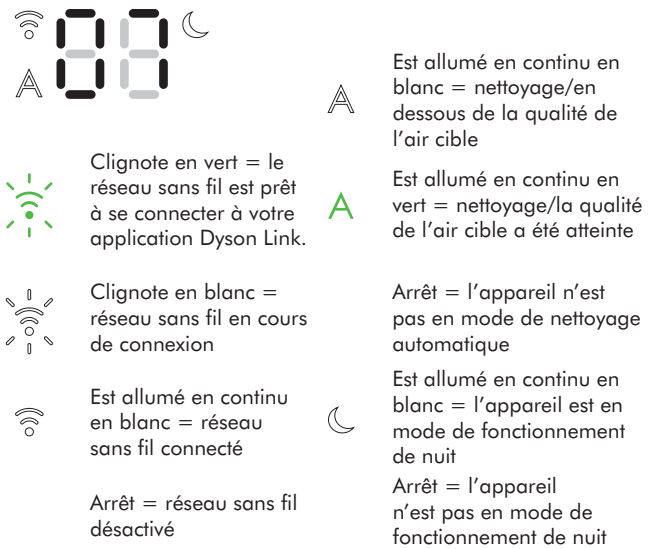 07
A
Clignote en vert = le
réseau sans fil est prêt
à se connecter à votre
application Dyson Link.
Clignote en blanc =
réseau sans fil en cours
de connexion
Est allumé en continu
en blanc = réseau
sans fil connecté
Arrêt = réseau sans fil
désactivé
A
Est allumé en continu en
blanc = nettoyage/en
dessous de la qualité de
l'air cible
A
Est allumé en continu en
vert = nettoyage/la qualité
de l'air cible a été atteinte
Arrêt = l'appareil n'est
pas en mode de nettoyage
automatique
Est allumé en continu en
blanc = l'appareil est en
mode de fonctionnement
de nuit
Arrêt = l'appareil
n'est pas en mode de
fonctionnement de nuit